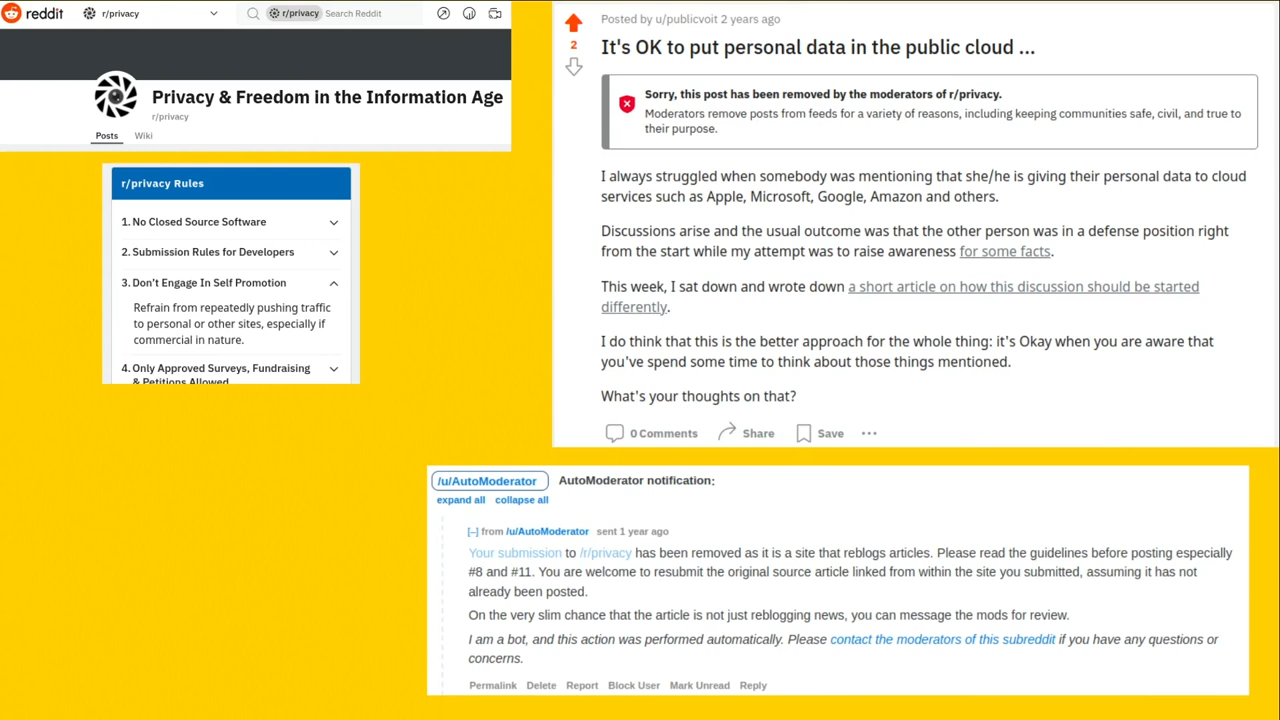 reddit
r/privacy
r/privacy
Search Reddit
Privacy & Freedom in the Information Age
r/privacy
Posts
Wiki
r/privacy Rules
1. No Closed Source Software
2. Submission Rules for Developers
3. Don't Engage In Self Promotion
Refrain from repeatedly pushing traffic
to personal or other sites, especially if
commercial in nature.
4. Only Approved Surveys, Fundraising
& Petitions Allowed
Posted by u/publicvoit 2 years ago
2
It's OK to put personal data in the public cloud ...
Sorry, this post has been removed by the moderators of r/privacy.
Moderators remove posts from feeds for a variety of reasons, including keeping communities safe, civil, and true to
their purpose.
I always struggled when somebody was mentioning that she/he is giving their personal data to cloud
services such as Apple, Microsoft, Google, Amazon and others.
Discussions arise and the usual outcome was that the other person was in a defense position right
from the start while my attempt was to raise awareness for some facts.
This week, I sat down and wrote down a short article on how this discussion should be started
differently.
I do think that this is the better approach for the whole thing: it's Okay when you are aware that
you've spend some time to think about those things mentioned.
What's your thoughts on that?
0 Comments
Share
Save
/u/AutoModerator
AutoModerator notification:
expand all
collapse all
[–] from /u/AutoModerator sent 1 year ago
Your submission to /r/privacy has been removed as it is a site that reblogs articles. Please read the guidelines before posting especially
#8 and #11. You are welcome to resubmit the original source article linked from within the site you submitted, assuming it has not
already been posted.
On the very slim chance that the article is not just reblogging news, you can message the mods for review.
I am a bot, and this action was performed automatically. Please contact the moderators of this subreddit if you have any questions or
concerns.
Permalink Delete Report Block User Mark Unread Reply